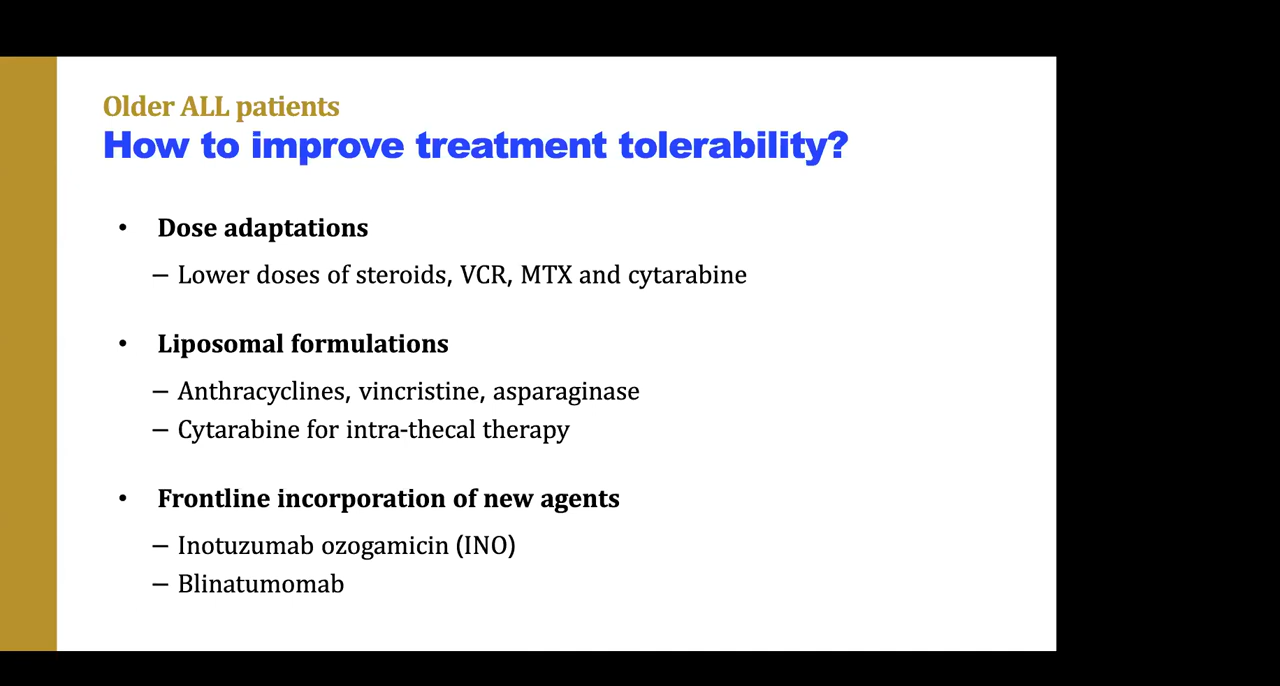 Older ALL patients
How to improve treatment tolerability?
• Dose adaptations
– Lower doses of steroids, VCR, MTX and cytarabine
• Liposomal formulations
– Anthracyclines, vincristine, asparaginase
– Cytarabine for intra-thecal therapy
• Frontline incorporation of new agents
– Inotuzumab ozogamicin (INO)
– Blinatumomab